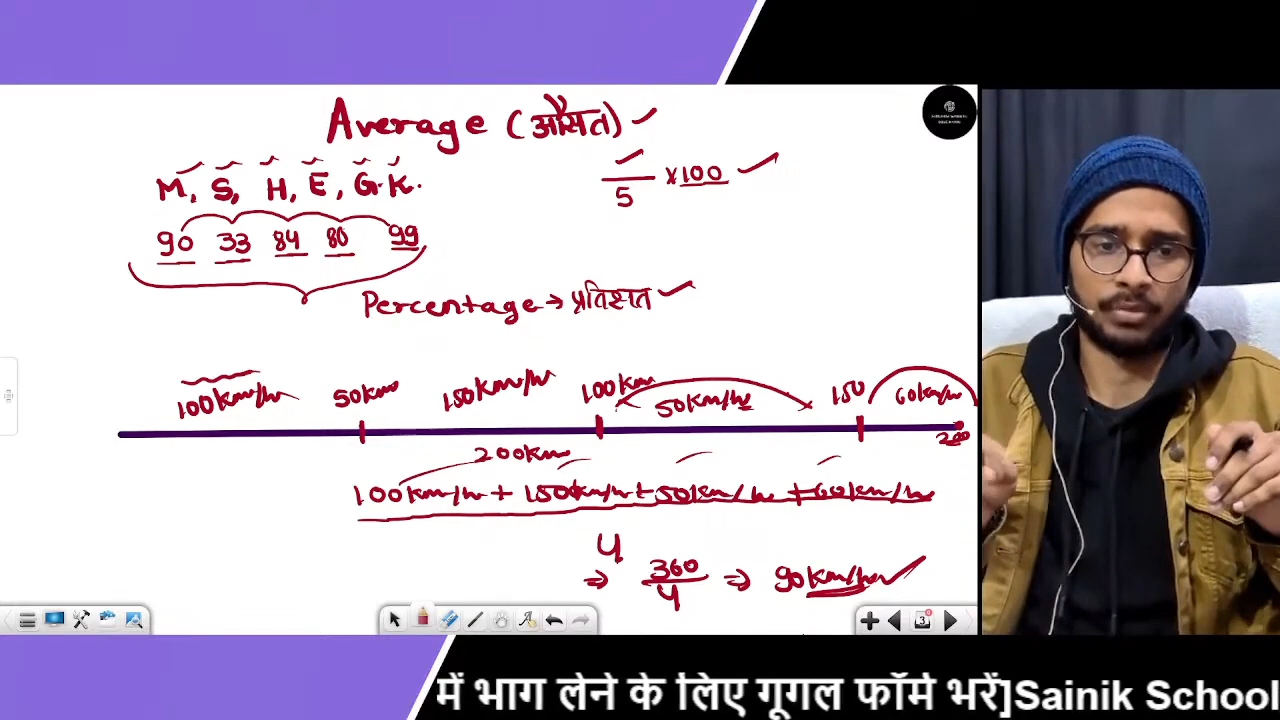 Average (औसत)
M, S, H, E, G.K.
5 ×100
90 33 84 80 99
Percentage → प्रतिशत
100km/hr 50km 150km/hr 100km 50km/hr 150 60km/hr
200
200km
100km/hr + 150km/hr + 50km/hr + 60km/hr
4
⇒ 360/4 ⇒ 90km/hr
3
में भाग लेने के लिए गूगल फॉर्म भरें]Sainik School